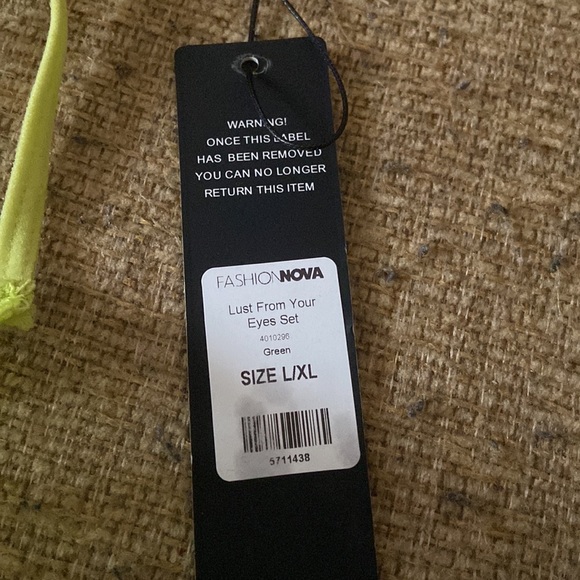 WARNING!
ONCE THIS LABEL
HAS BEEN REMOVED
YOU CAN NO LONGER
RETURN THIS ITEM
FASHIONNOVA
Lust From Your
Eyes Set
4010296
Green
SIZE L/XL
5711438